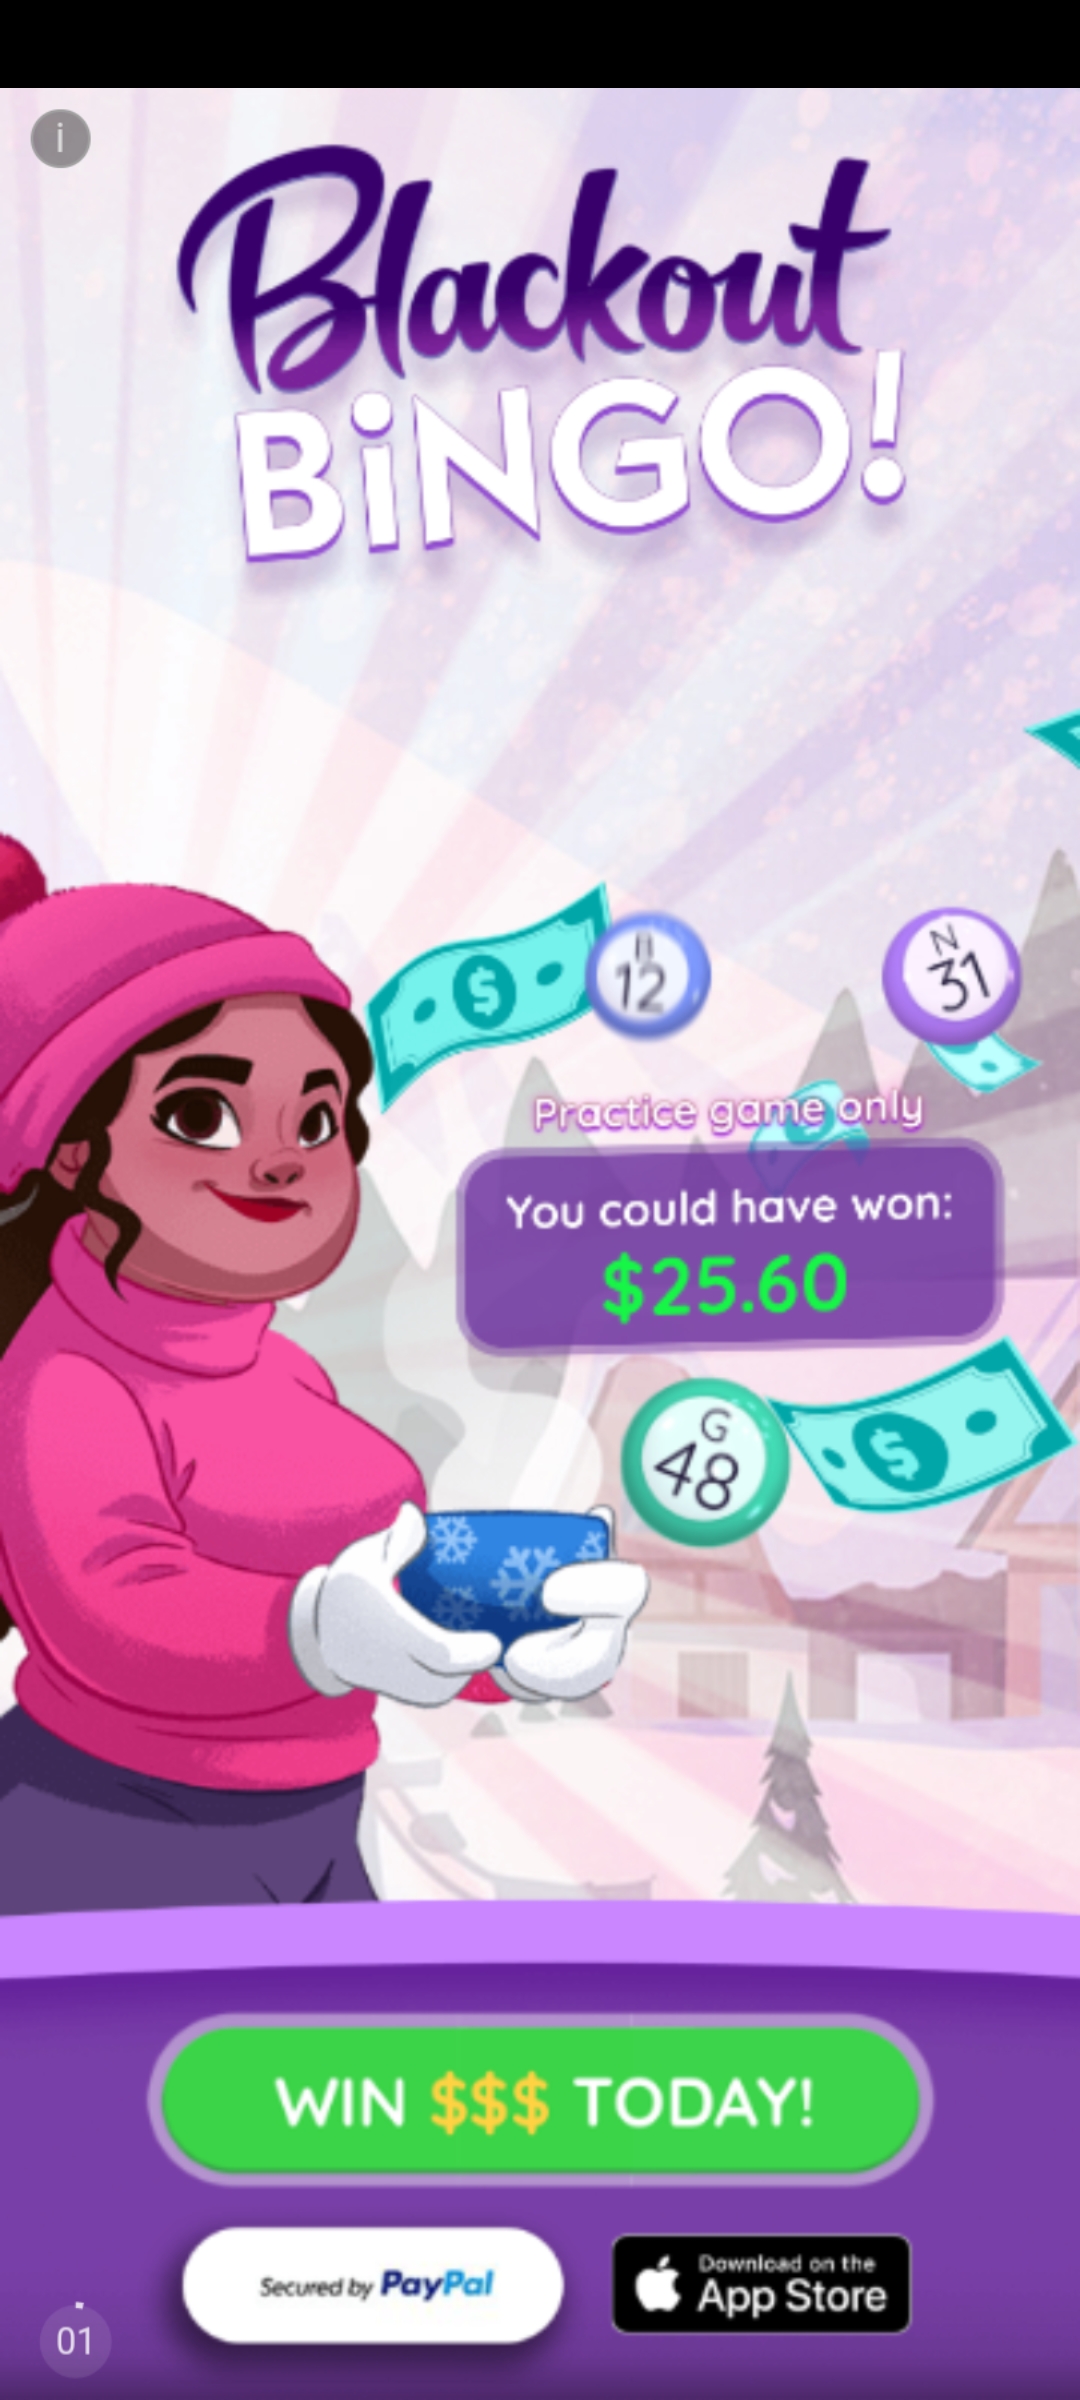 i
Blackout
BiNGO!
12
N
31
Practice game only
You could have won:
$25.60
G
48
WIN $$$ TODAY!
Secured by PayPal
Download on the
App Store
01